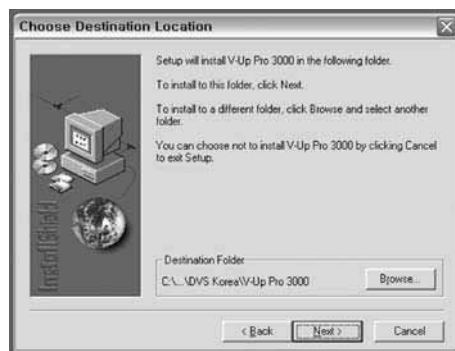 Choose Destination Location
Setup will install V-Up Pro 3000 in the following folder.
To install to this folder, click Next.
To install to a different folder, click Browse and select another
folder.
You can choose not to install V-Up Pro 3000 by clicking Cancel
to exit Setup.
InstallShield
Destination Folder
C:\...\DVS Korea\V-Up Pro 3000
Browse...
< Back
Next >
Cancel